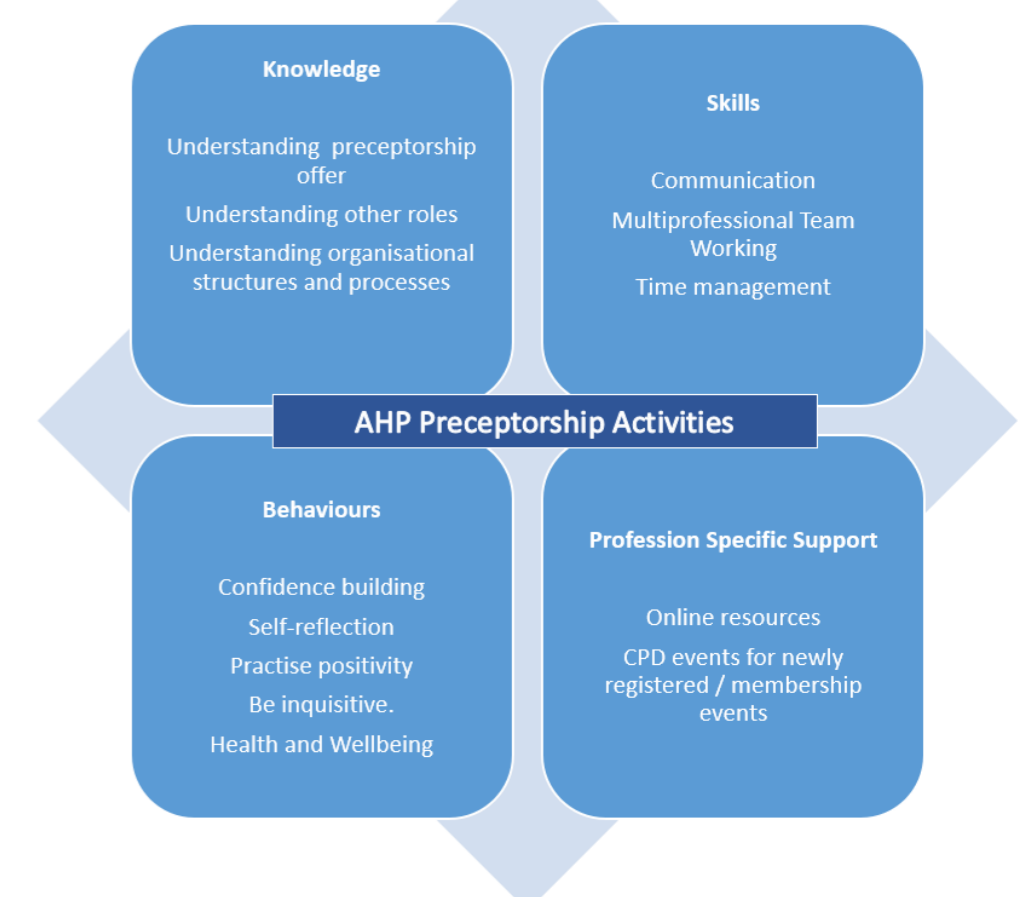 Knowledge
Understanding preceptorship
offer
Understanding other roles
Understanding organisational
structures and processes
Skills
Communication
Multiprofessional Team
Working
Time management
AHP Preceptorship Activities
Behaviours
Confidence building
Self-reflection
Practise positivity
Be inquisitive.
Health and Wellbeing
Profession Specific Support
Online resources
CPD events for newly
registered / membership
events